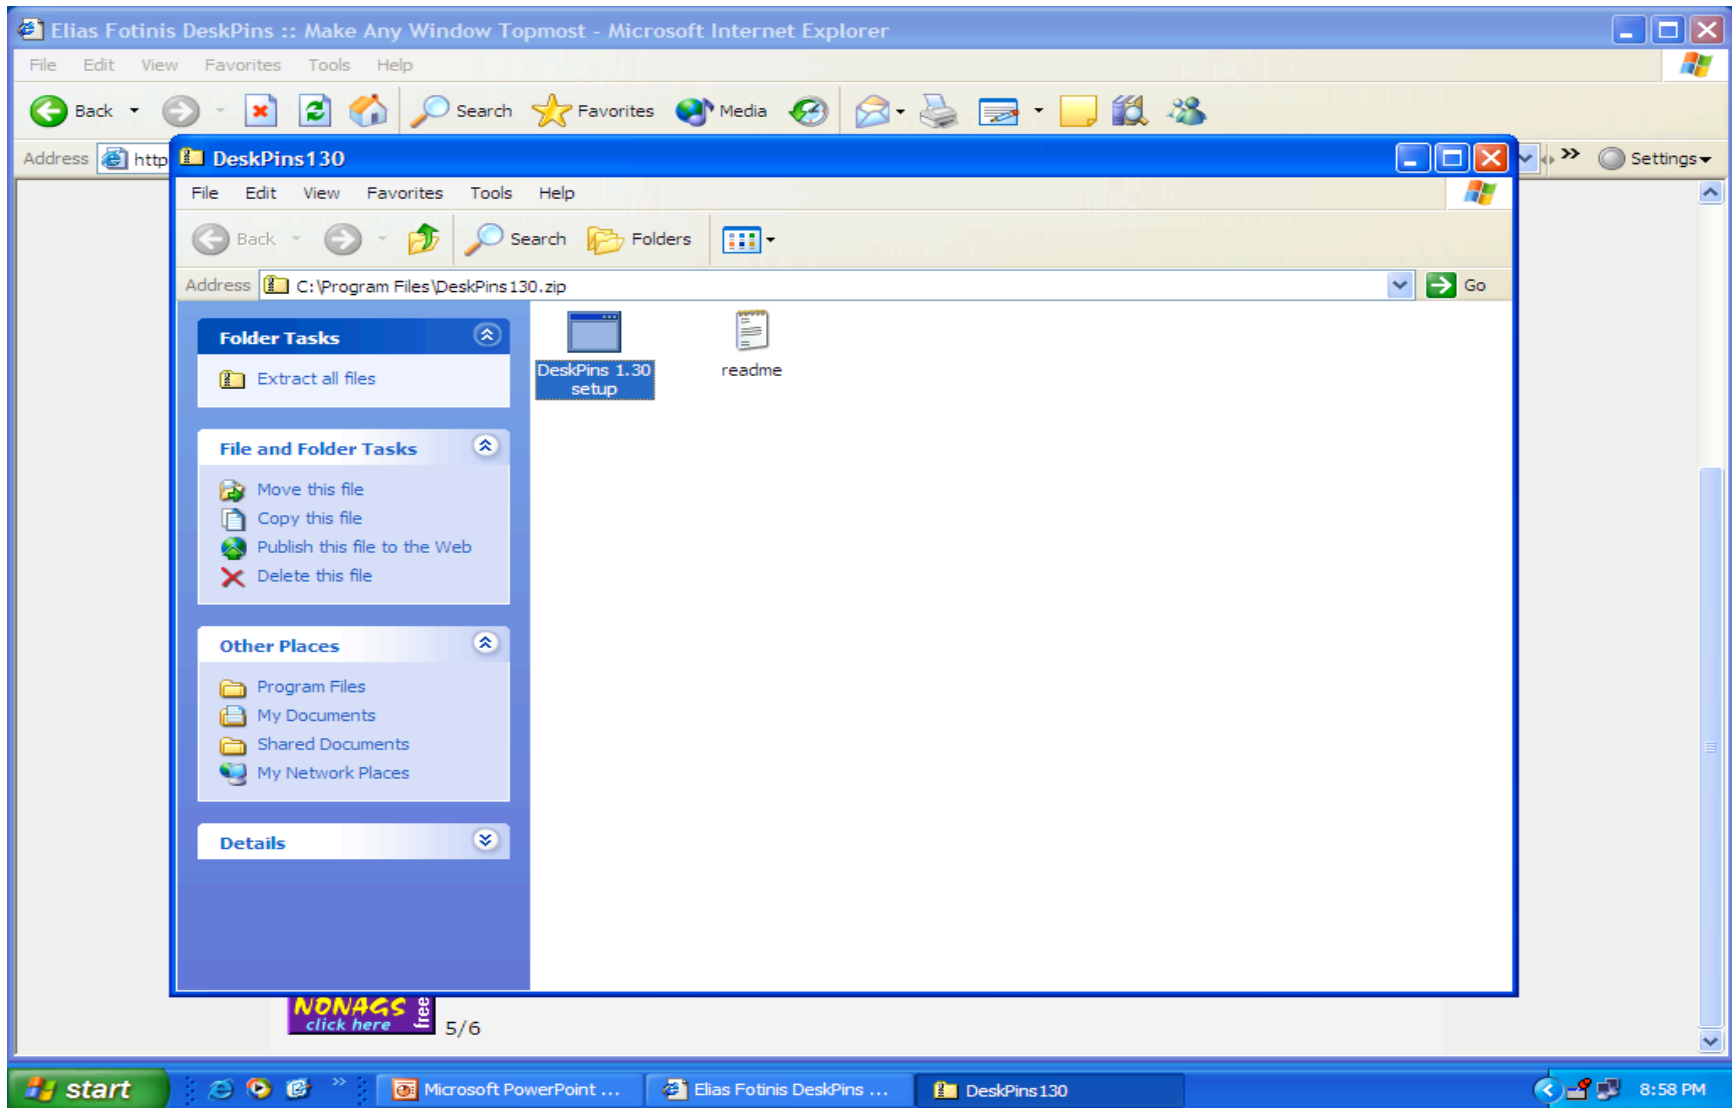 Elias Fotinis DeskPins :: Make Any Window Topmost - Microsoft Internet Explorer
File Edit View Favorites Tools Help
Back Search Favorites Media
Address http Settings
DeskPins130
File Edit View Favorites Tools Help
Back Search Folders
Address C:\Program Files\DeskPins130.zip Go
Folder Tasks
Extract all files
File and Folder Tasks
Move this file
Copy this file
Publish this file to the Web
Delete this file
Other Places
Program Files
My Documents
Shared Documents
My Network Places
Details
DeskPins 1.30
setup
readme
NONAGS
click here
free
5/6
start Microsoft PowerPoint ... Elias Fotinis DeskPins ... DeskPins130 8:58 PM